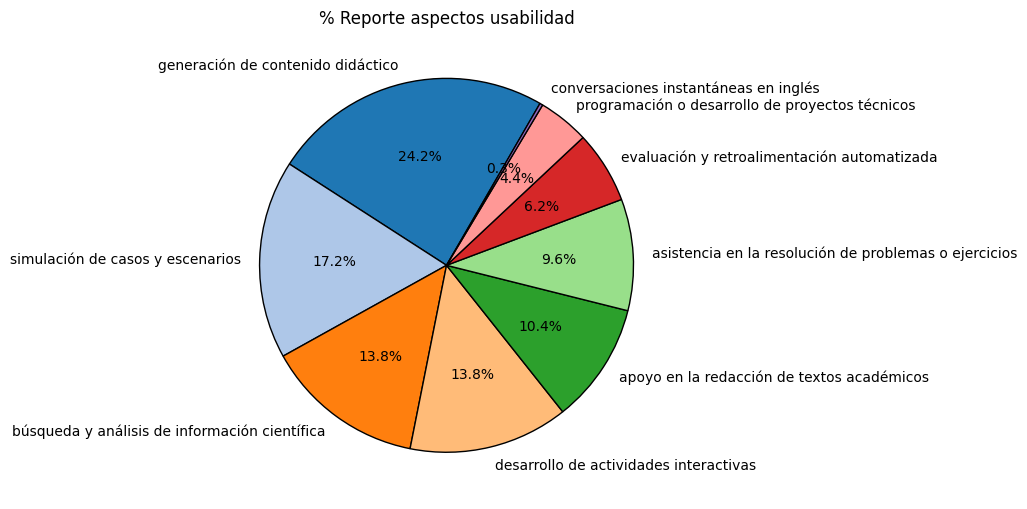 % Reporte aspectos usabilidad
generación de contenido didáctico
conversaciones instantáneas en inglés
programación o desarrollo de proyectos técnicos
evaluación y retroalimentación automatizada
24.2%
0.3%
4.4%
6.2%
simulación de casos y escenarios
17.2%
9.6%
asistencia en la resolución de problemas o ejercicios
10.4%
13.8%
13.8%
apoyo en la redacción de textos académicos
búsqueda y análisis de información científica
desarrollo de actividades interactivas